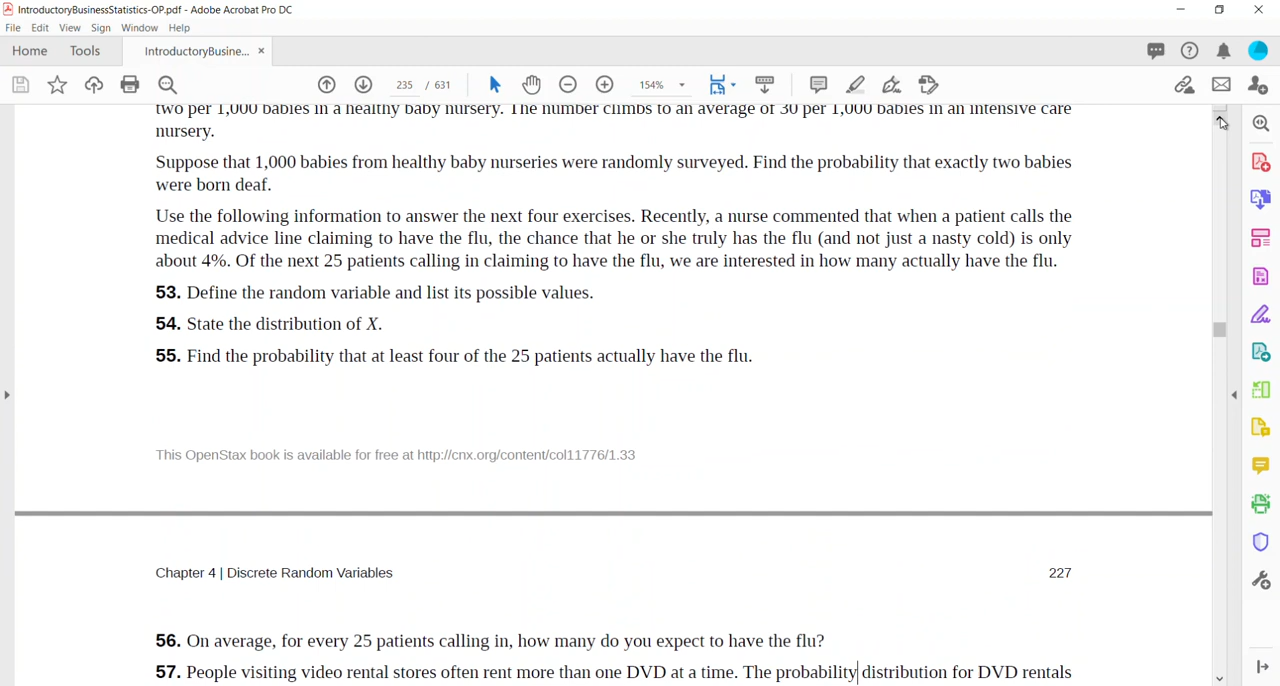 IntroductoryBusinessStatistics-OP.pdf - Adobe Acrobat Pro DC
File Edit View Sign Window Help
Home Tools IntroductoryBusine... ×
235 / 631 154%
two per 1,000 babies in a healthy baby nursery. The number climbs to an average of 30 per 1,000 babies in an intensive care
nursery.
Suppose that 1,000 babies from healthy baby nurseries were randomly surveyed. Find the probability that exactly two babies
were born deaf.
Use the following information to answer the next four exercises. Recently, a nurse commented that when a patient calls the
medical advice line claiming to have the flu, the chance that he or she truly has the flu (and not just a nasty cold) is only
about 4%. Of the next 25 patients calling in claiming to have the flu, we are interested in how many actually have the flu.
53. Define the random variable and list its possible values.
54. State the distribution of X.
55. Find the probability that at least four of the 25 patients actually have the flu.
This OpenStax book is available for free at http://cnx.org/content/col11776/1.33
Chapter 4 | Discrete Random Variables 227
56. On average, for every 25 patients calling in, how many do you expect to have the flu?
57. People visiting video rental stores often rent more than one DVD at a time. The probability distribution for DVD rentals